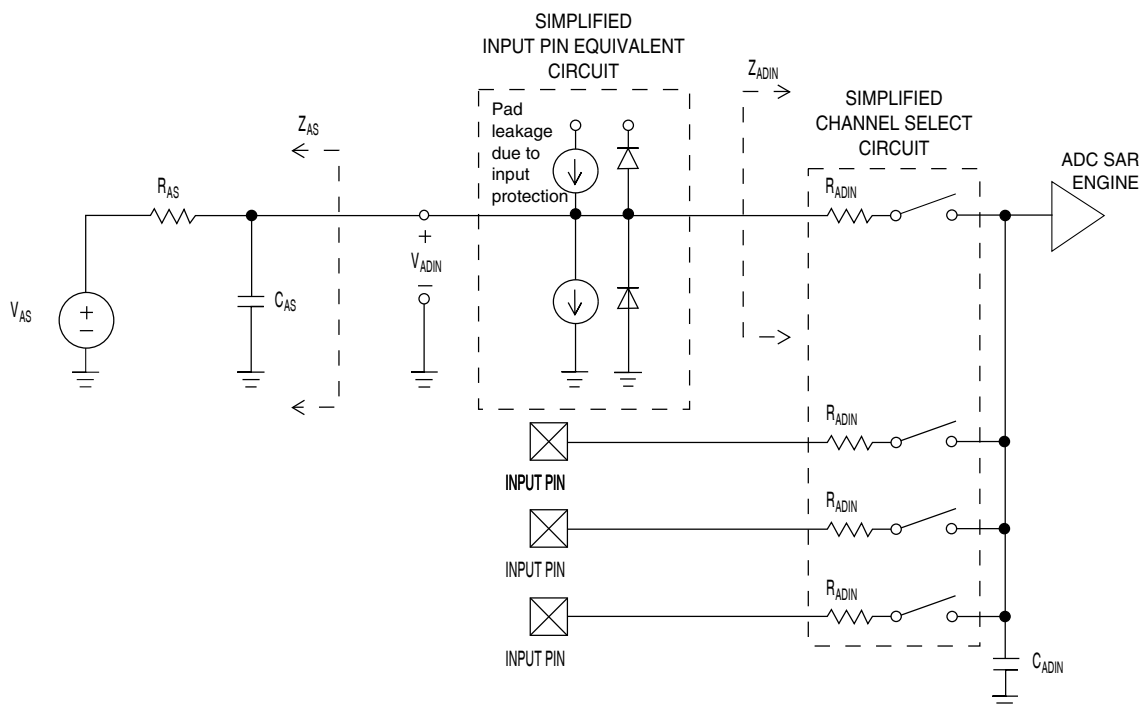 SIMPLIFIED
INPUT PIN EQUIVALENT
CIRCUIT
Pad
leakage
due to
input
protection
Z_AS
R_AS
C_AS
V_AS
+
−
+
V_ADIN
−
Z_ADIN
SIMPLIFIED
CHANNEL SELECT
CIRCUIT
R_ADIN
ADC SAR
ENGINE
R_ADIN
INPUT PIN
R_ADIN
INPUT PIN
R_ADIN
INPUT PIN
C_ADIN